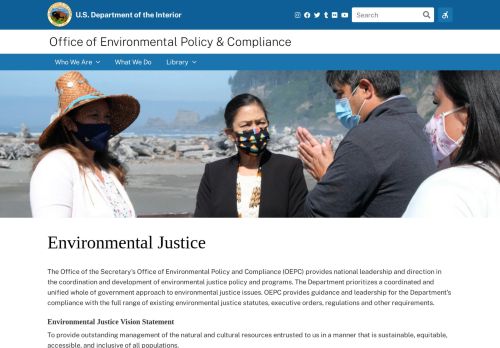 U.S. Department of the Interior
Search
Office of Environmental Policy & Compliance
Who We Are
What We Do
Library
Environmental Justice
The Office of the Secretary's Office of Environmental Policy and Compliance (OEPC) provides national leadership and direction in
the coordination and development of environmental justice policy and programs. The Department prioritizes a coordinated and
unified whole of government approach to environmental justice issues. OEPC provides guidance and leadership for the Department's
compliance with the full range of existing environmental justice statutes, executive orders, regulations and other requirements.
Environmental Justice Vision Statement
To provide outstanding management of the natural and cultural resources entrusted to us in a manner that is sustainable, equitable,
accessible, and inclusive of all populations.